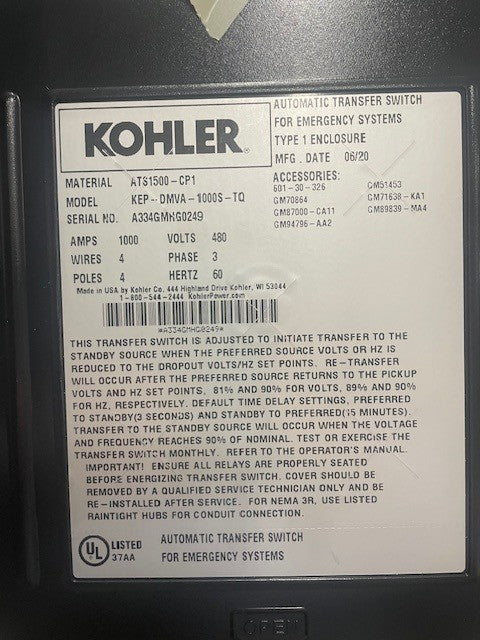 KOHLER®
AUTOMATIC TRANSFER SWITCH
FOR EMERGENCY SYSTEMS
TYPE 1 ENCLOSURE
MFG. DATE 06/20
MATERIAL ATS1500-CP1
MODEL KEP-DMVA-1000S-TQ
SERIAL NO. A334GMHG0249
ACCESSORIES:
601-30-326 GM51453
GM70864 GM71638-KA1
GM87000-CA11 GM89839-MA4
GM94796-AA2
AMPS 1000 VOLTS 480
WIRES 4 PHASE 3
POLES 4 HERTZ 60
Made in USA by Kohler Co. 444 Highland Drive Kohler, WI 53044
1-800-544-2444 KohlerPower.com
*A334GMHG0249*
THIS TRANSFER SWITCH IS ADJUSTED TO INITIATE TRANSFER TO THE
STANDBY SOURCE WHEN THE PREFERRED SOURCE VOLTS OR HZ IS
REDUCED TO THE DROPOUT VOLTS/HZ SET POINTS. RE-TRANSFER
WILL OCCUR AFTER THE PREFERRED SOURCE RETURNS TO THE PICKUP
VOLTS AND HZ SET POINTS, 81% AND 90% FOR VOLTS, 89% AND 90%
FOR HZ, RESPECTIVELY. DEFAULT TIME DELAY SETTINGS, PREFERRED
TO STANDBY(3 SECONDS) AND STANDBY TO PREFERRED(15 MINUTES).
TRANSFER TO THE STANDBY SOURCE WILL OCCUR WHEN THE VOLTAGE
AND FREQUENCY REACHES 90% OF NOMINAL. TEST OR EXERCISE THE
TRANSFER SWITCH MONTHLY. REFER TO THE OPERATOR'S MANUAL.
IMPORTANT! ENSURE ALL RELAYS ARE PROPERLY SEATED
BEFORE ENERGIZING TRANSFER SWITCH. COVER SHOULD BE
REMOVED BY A QUALIFIED SERVICE TECHNICIAN ONLY AND BE
RE-INSTALLED AFTER SERVICE. FOR NEMA 3R, USE LISTED
RAINTIGHT HUBS FOR CONDUIT CONNECTION.
UL LISTED
37AA
AUTOMATIC TRANSFER SWITCH
FOR EMERGENCY SYSTEMS
OPEN